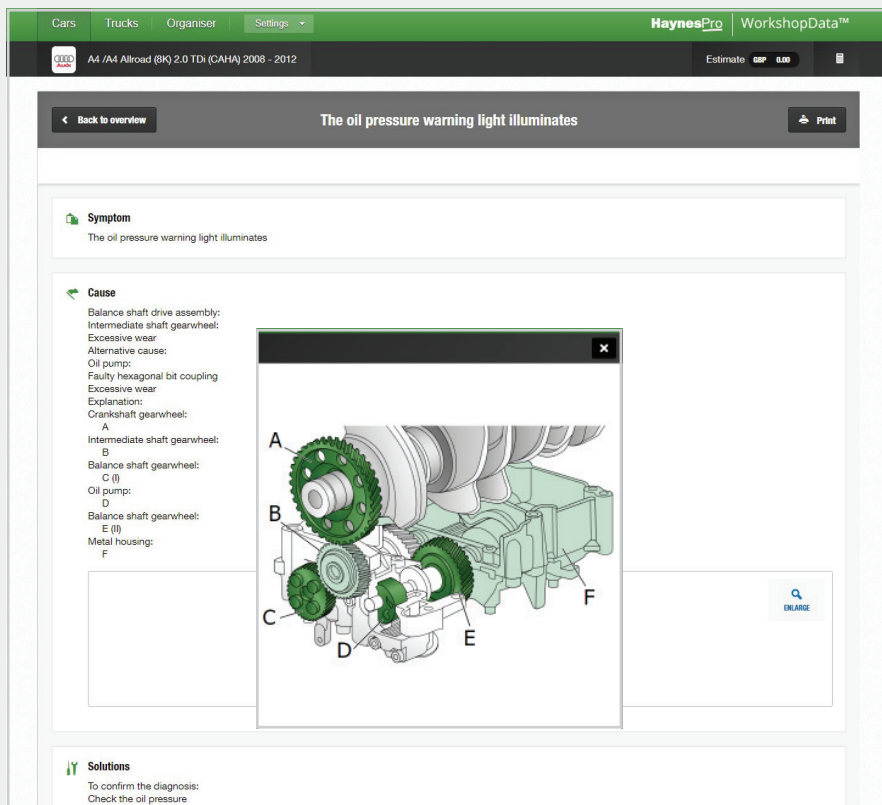 Cars Trucks Organiser Settings
HaynesPro WorkshopData™
Audi
A4 /A4 Allroad (8K) 2.0 TDi (CAHA) 2008 - 2012
Estimate GBP 0.00
Back to overview
The oil pressure warning light illuminates
Print
Symptom
The oil pressure warning light illuminates
Cause
Balance shaft drive assembly:
Intermediate shaft gearwheel:
Excessive wear
Alternative cause:
Oil pump:
Faulty hexagonal bit coupling
Excessive wear
Explanation:
Crankshaft gearwheel:
A
Intermediate shaft gearwheel:
B
Balance shaft gearwheel:
C (I)
Oil pump:
D
Balance shaft gearwheel:
E (II)
Metal housing:
F
A
B
C
D
E
F
ENLARGE
Solutions
To confirm the diagnosis:
Check the oil pressure